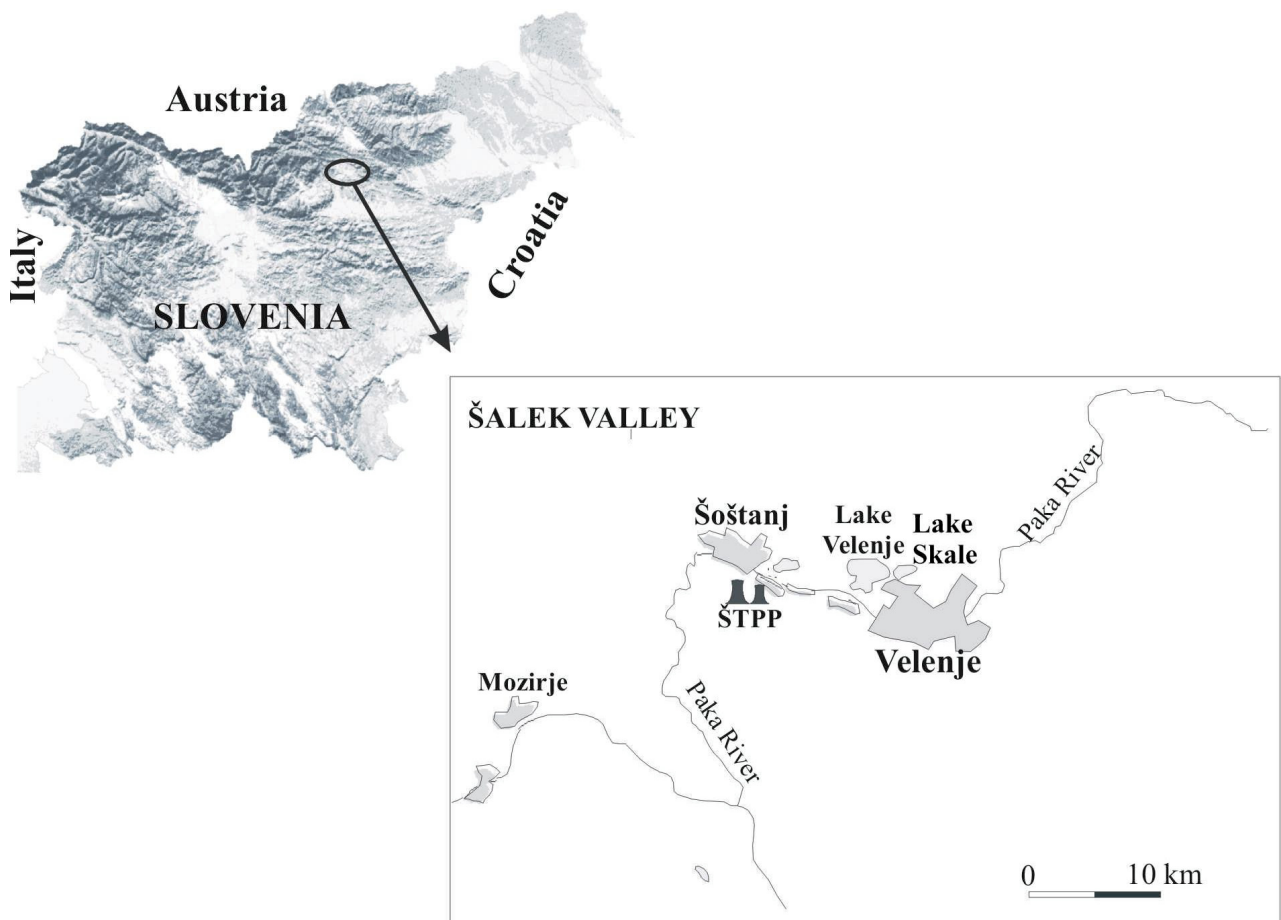 Austria
Italy
Croatia
SLOVENIA
ŠALEK VALLEY
Paka River
Šoštanj
Lake
Velenje
Lake
Skale
ŠTPP
Velenje
Mozirje
Paka River
0 10 km